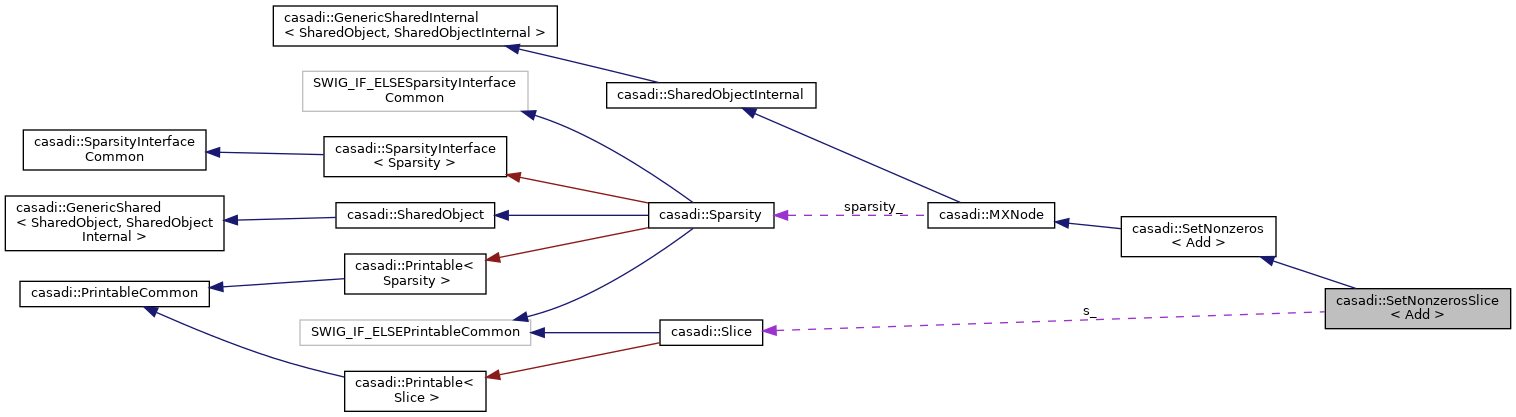 casadi::GenericSharedInternal
< SharedObject, SharedObjectInternal >
SWIG_IF_ELSESparsityInterface
Common
casadi::SharedObjectInternal
casadi::SparsityInterface
Common
casadi::SparsityInterface
< Sparsity >
casadi::GenericShared
< SharedObject, SharedObject
Internal >
casadi::SharedObject
casadi::Sparsity
sparsity_
casadi::MXNode
casadi::SetNonzeros
< Add >
casadi::Printable<
Sparsity >
casadi::PrintableCommon
SWIG_IF_ELSEPrintableCommon
casadi::Slice
s_
casadi::SetNonzerosSlice
< Add >
casadi::Printable<
Slice >